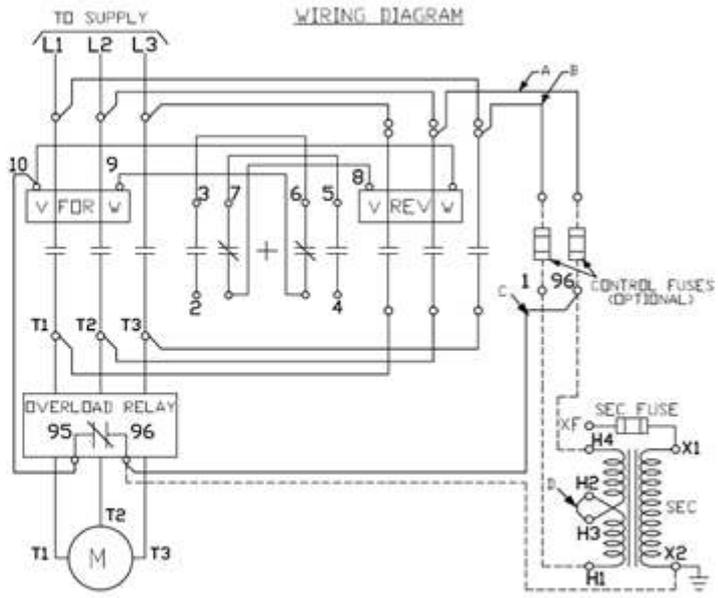 WIRING DIAGRAM
TO SUPPLY
L1 L2 L3
A B
10 9 3 7 6 5 8
V FOR W
V REV W
1 96
CONTROL FUSES
(OPTIONAL)
C
2 4
T1 T2 T3
OVERLOAD RELAY
95 96
XF SEC FUSE
H4 X1
D H2 SEC
H3
T2
X2
H1
T1 M T3